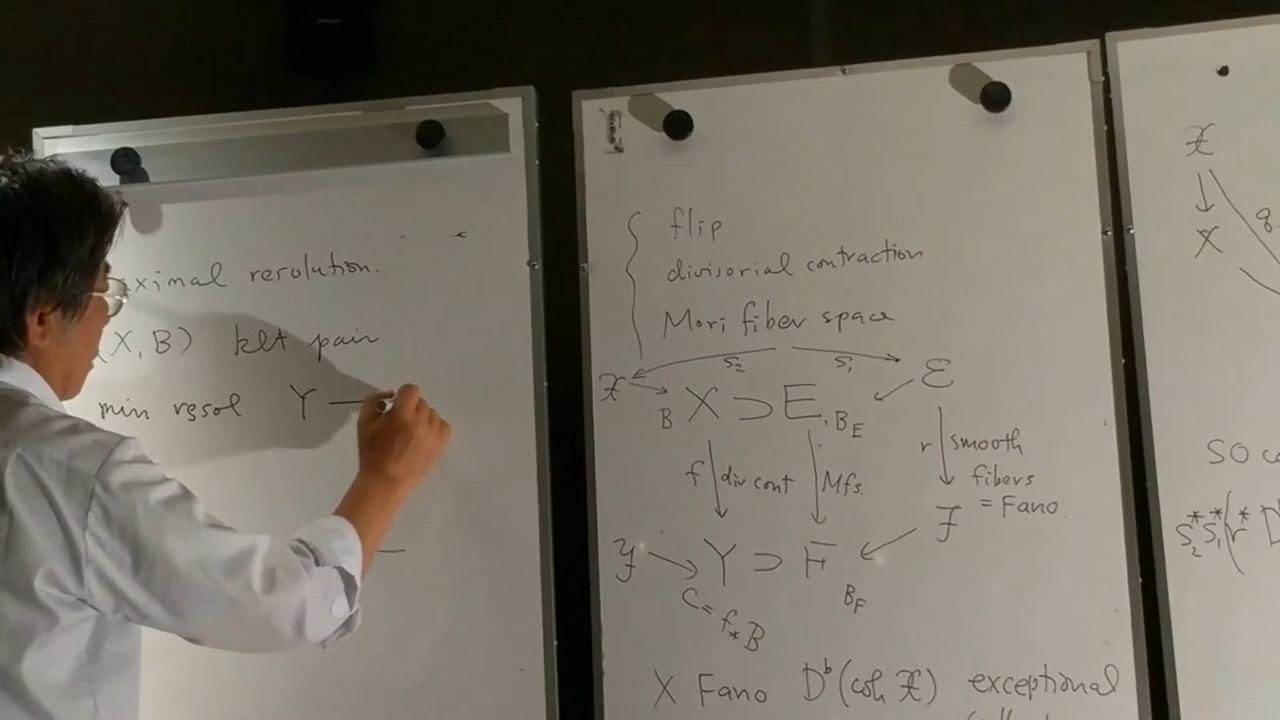 ximal resolution.
(X, B) klt pair
min resol Y —
flip
divisorial contraction
Mori fiber space
𝒳 → X ⊃ E ← ℰ
s₂ s₁
B , B_E
f div cont Mfs. r smooth fibers = Fano.
𝒴 → Y ⊃ F ← ℱ
C = f_* B B_F
X Fano D^b(coh 𝒳) exceptional
𝒳
↓
X
SO
s₂^* s₁^* (r^* D